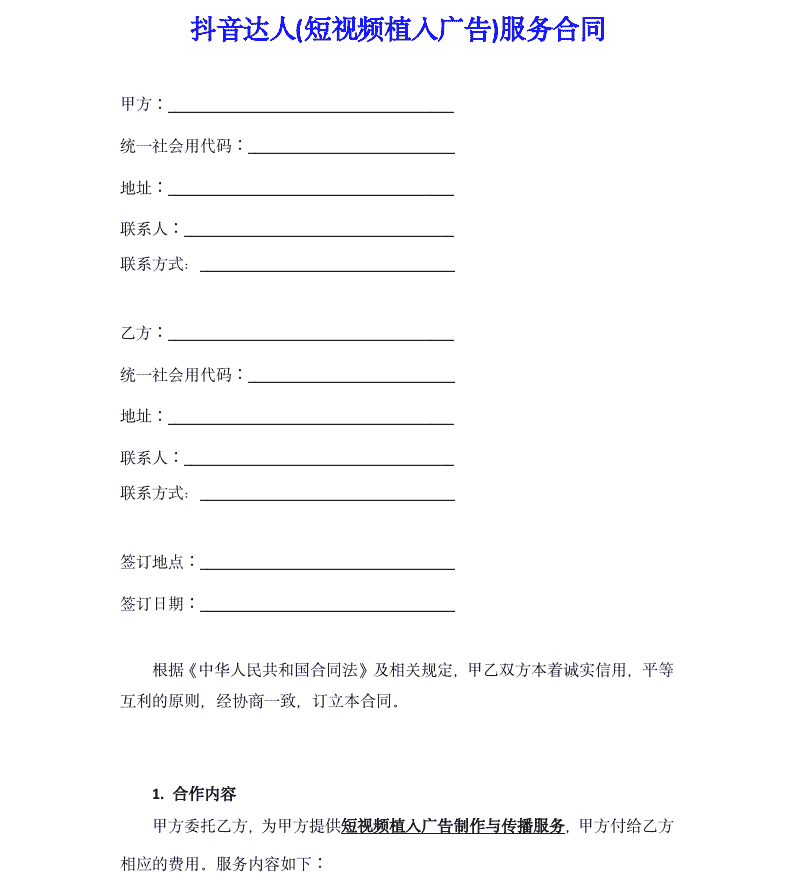 抖音达人(短视频植入广告)服务合同
甲方：
统一社会用代码：
地址：
联系人：
联系方式:
乙方：
统一社会用代码：
地址：
联系人：
联系方式:
签订地点：
签订日期：
根据《中华人民共和国合同法》及相关规定，甲乙双方本着诚实信用，平等
互利的原则，经协商一致，订立本合同。
1. 合作内容
甲方委托乙方，为甲方提供短视频植入广告制作与传播服务，甲方付给乙方
相应的费用。服务内容如下：